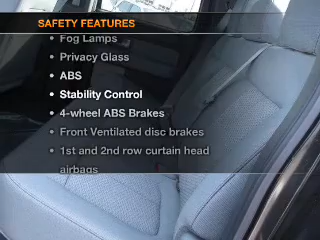 SAFETY FEATURES
• Fog Lamps
• Privacy Glass
• ABS
• Stability Control
• 4-wheel ABS Brakes
• Front Ventilated disc brakes
• 1st and 2nd row curtain head
airbags